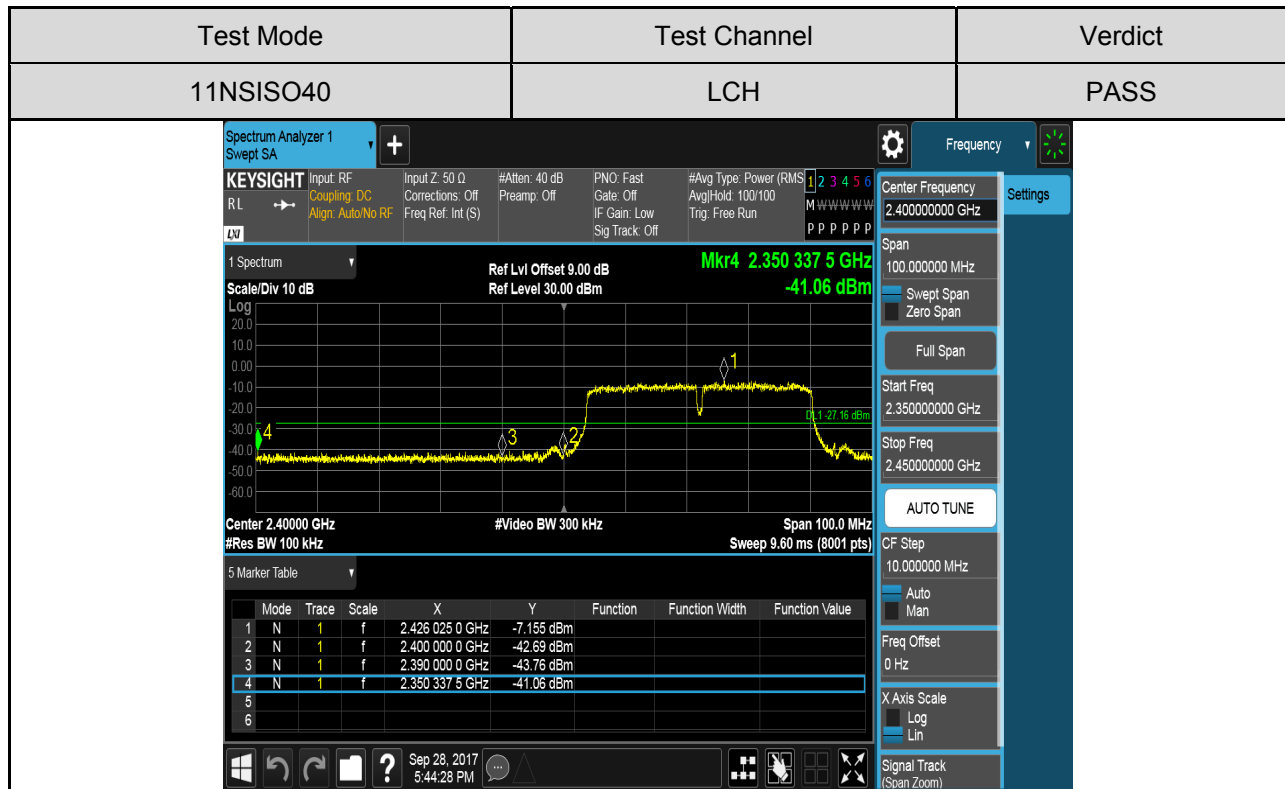 Test Mode Test Channel Verdict
11NSISO40 LCH PASS
Spectrum Analyzer 1
Swept SA
+
Frequency
KEYSIGHT Input: RF Input Z: 50 Ω #Atten: 40 dB PNO: Fast #Avg Type: Power (RMS 1 2 3 4 5 6
RL Coupling: DC Corrections: Off Preamp: Off Gate: Off Avg|Hold: 100/100 M W W W W W
Align: Auto/No RF Freq Ref: Int (S) IF Gain: Low Trig: Free Run
LXI Sig Track: Off P P P P P P
1 Spectrum
Ref Lvl Offset 9.00 dB Mkr4 2.350 337 5 GHz
Scale/Div 10 dB Ref Level 30.00 dBm -41.06 dBm
Log
20.0
10.0
0.00
-10.0
-20.0
-30.0
-40.0
-50.0
-60.0
1
DL1 -27.16 dBm
4
3
2
Center 2.40000 GHz #Video BW 300 kHz Span 100.0 MHz
#Res BW 100 kHz Sweep 9.60 ms (8001 pts)
5 Marker Table
Mode Trace Scale X Y Function Function Width Function Value
1 N 1 f 2.426 025 0 GHz -7.155 dBm
2 N 1 f 2.400 000 0 GHz -42.69 dBm
3 N 1 f 2.390 000 0 GHz -43.76 dBm
4 N 1 f 2.350 337 5 GHz -41.06 dBm
5
6
?
Sep 28, 2017
5:44:28 PM
Center Frequency
2.400000000 GHz
Settings
Span
100.000000 MHz
Swept Span
Zero Span
Full Span
Start Freq
2.350000000 GHz
Stop Freq
2.450000000 GHz
AUTO TUNE
CF Step
10.000000 MHz
Auto
Man
Freq Offset
0 Hz
X Axis Scale
Log
Lin
Signal Track
(Span Zoom)